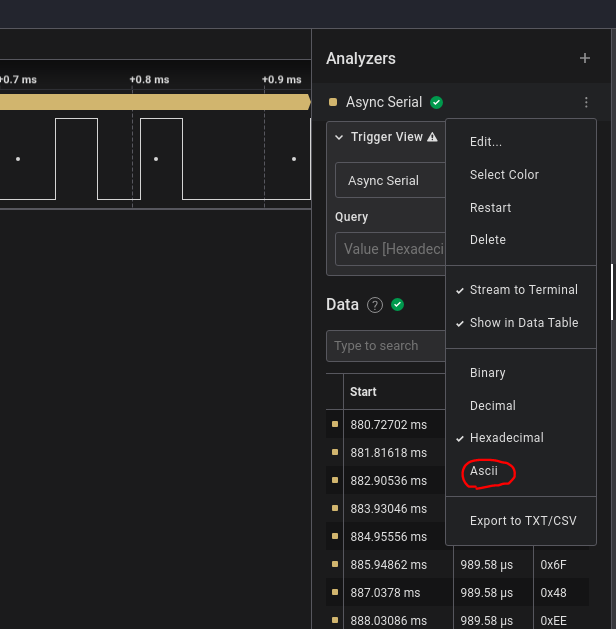 Analyzers
+0.7 ms +0.8 ms +0.9 ms
Async Serial
Trigger View
Async Serial
Query
Value [Hexadeci
Edit...
Select Color
Restart
Delete
Stream to Terminal
Show in Data Table
Binary
Decimal
Hexadecimal
Ascii
Export to TXT/CSV
Data ?
Type to search
Start
880.72702 ms
881.81618 ms
882.90536 ms
883.93046 ms
884.95556 ms
885.94862 ms 989.58 µs 0x6F
887.0378 ms 989.58 µs 0x48
888.03086 ms 989.58 µs 0xEE